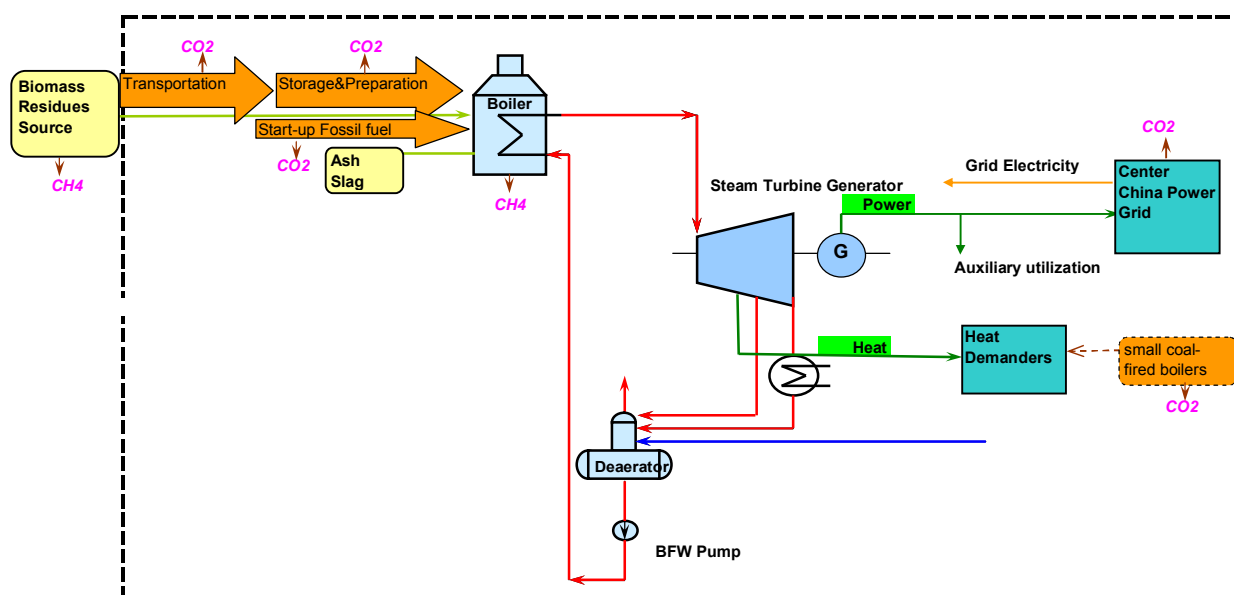 CO2
CO2
Transportation
Storage&Preparation
Biomass
Residues
Source
Boiler
Start-up Fossil fuel
CO2
Ash
Slag
CH4
CH4
CO2
Grid Electricity
Center
China Power
Grid
Steam Turbine Generator
Power
G
Auxiliary utilization
Heat
Heat
Demanders
small coal-
fired boilers
CO2
Deaerator
BFW Pump